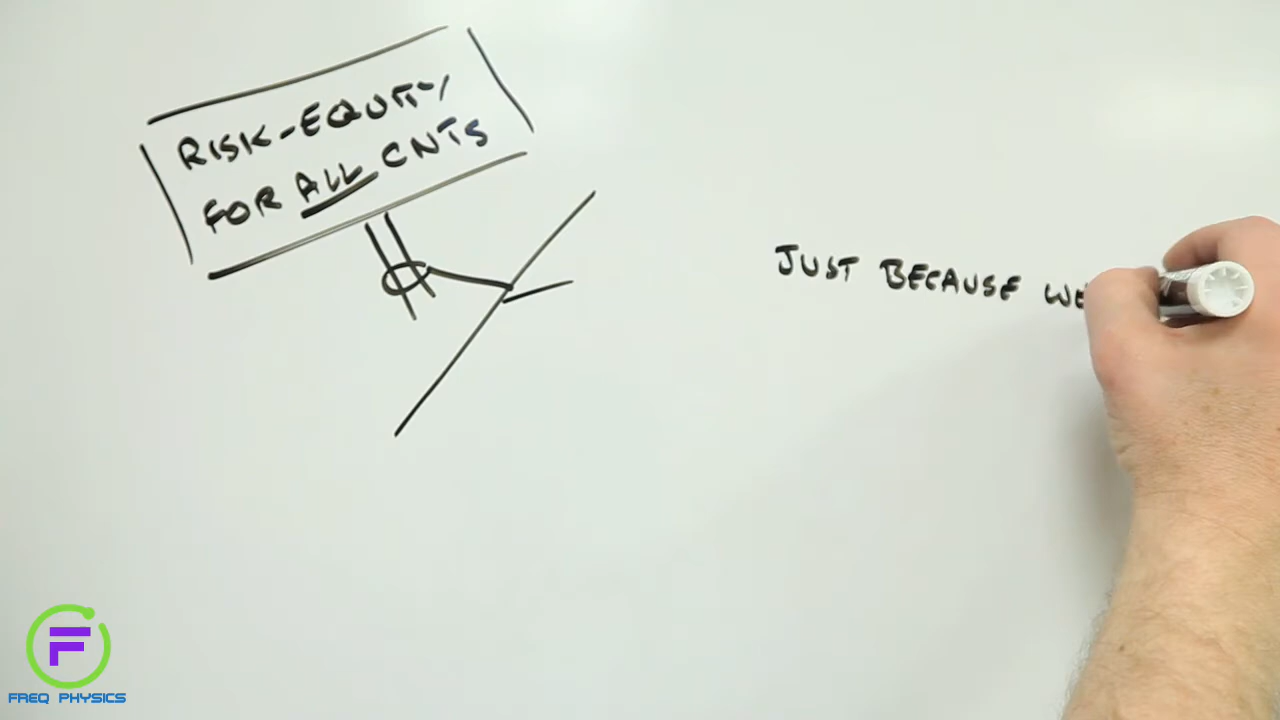 RISK-EQUITY
FOR ALL CNTS
JUST BECAUSE WE
F
FREQ PHYSICS